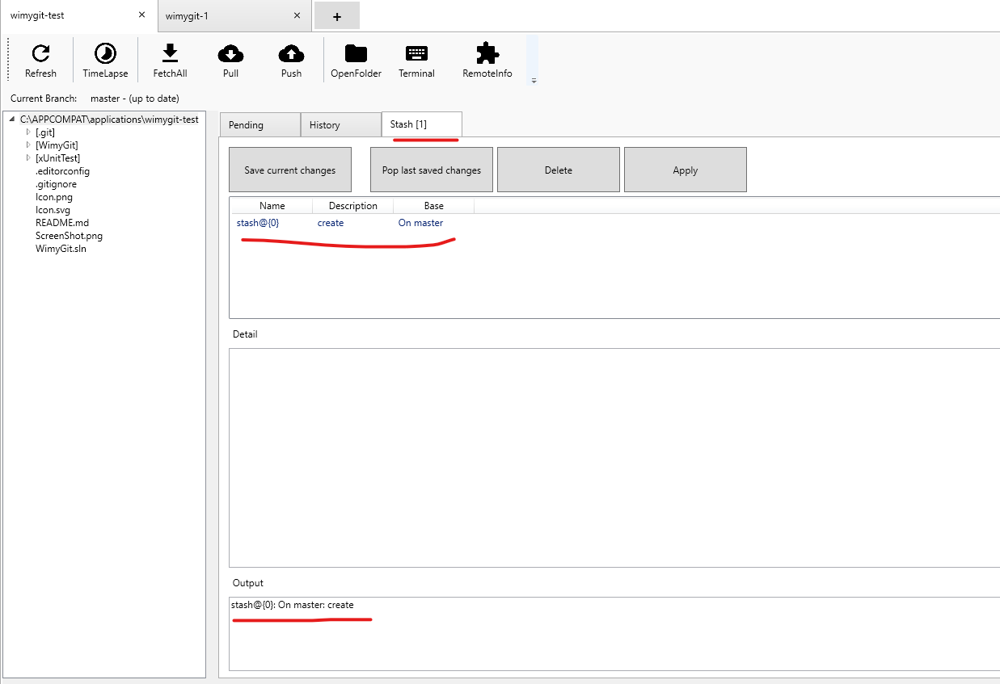 wimygit-test ✕ wimygit-1 ✕ +
Refresh TimeLapse FetchAll Pull Push OpenFolder Terminal RemoteInfo
Current Branch: master - (up to date)
C:\APPCOMPAT\applications\wimygit-test
[.git]
[WimyGit]
[xUnitTest]
.editorconfig
.gitignore
Icon.png
Icon.svg
README.md
ScreenShot.png
WimyGit.sln
Pending History Stash [1]
Save current changes Pop last saved changes Delete Apply
Name Description Base
stash@{0} create On master
Detail
Output
stash@{0}: On master: create